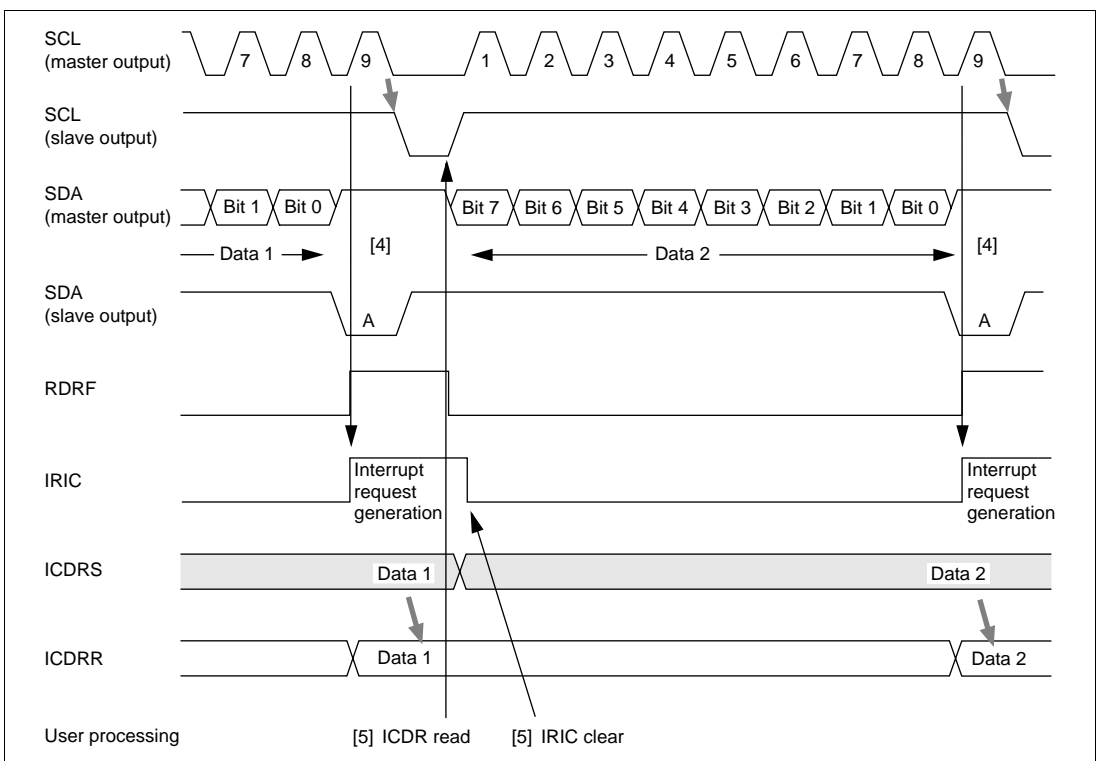 SCL
(master output)
7 8 9 1 2 3 4 5 6 7 8 9
SCL
(slave output)
SDA
(master output)
Bit 1 Bit 0 Bit 7 Bit 6 Bit 5 Bit 4 Bit 3 Bit 2 Bit 1 Bit 0
Data 1 [4] Data 2 [4]
SDA
(slave output)
A A
RDRF
IRIC
Interrupt
request
generation
Interrupt
request
generation
ICDRS
Data 1 Data 2
ICDRR
Data 1 Data 2
User processing [5] ICDR read [5] IRIC clear